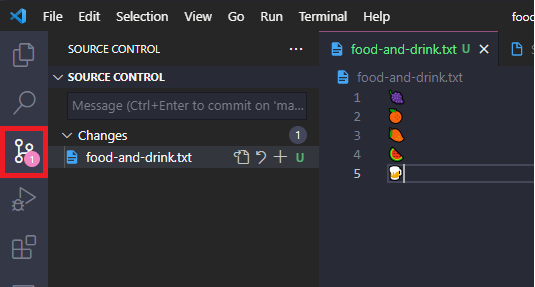 File Edit Selection View Go Run Terminal Help foo
SOURCE CONTROL ...
SOURCE CONTROL
Message (Ctrl+Enter to commit on 'ma...
Changes 1
food-and-drink.txt U
1
food-and-drink.txt U
food-and-drink.txt
1 🍇
2 🍊
3 🥭
4 🍉
5 🍺